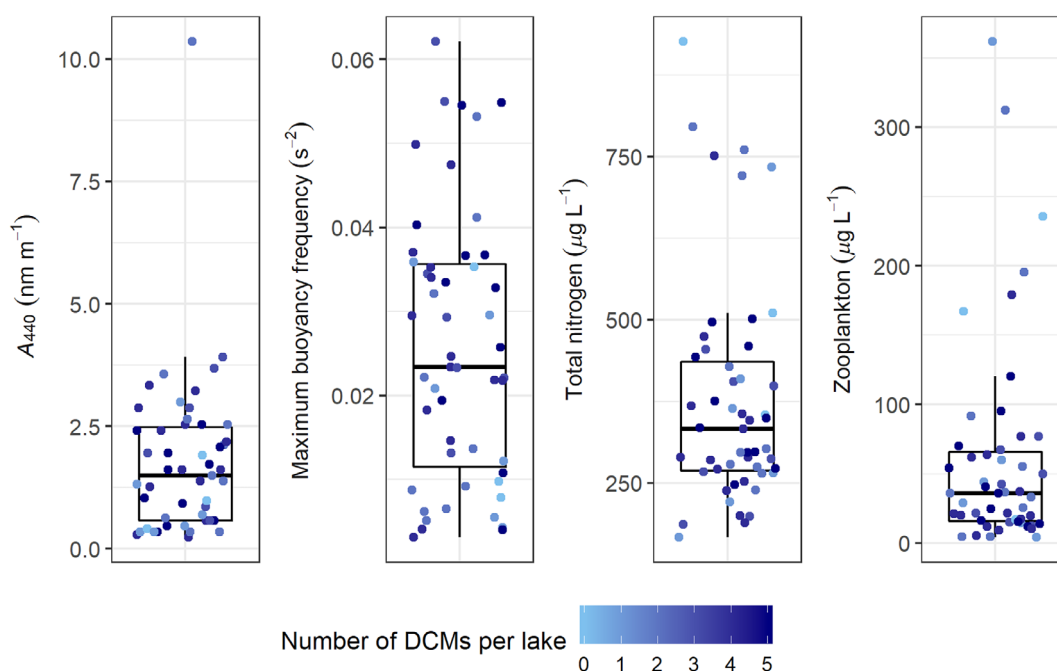 A440 (nm m−1)
10.0
7.5
5.0
2.5
0.0
Maximum buoyancy frequency (s−2)
0.06
0.04
0.02
Total nitrogen (μg L−1)
750
500
250
Zooplankton (μg L−1)
300
200
100
0
Number of DCMs per lake
0 1 2 3 4 5